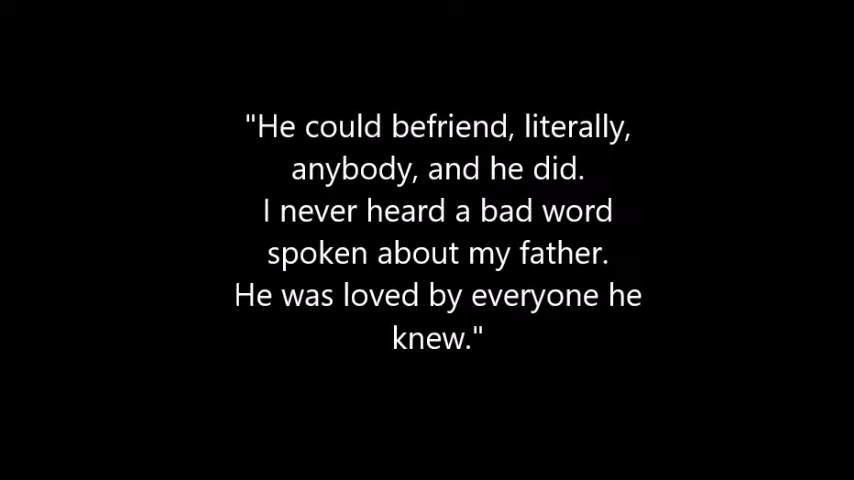 "He could befriend, literally,
anybody, and he did.
I never heard a bad word
spoken about my father.
He was loved by everyone he
knew."